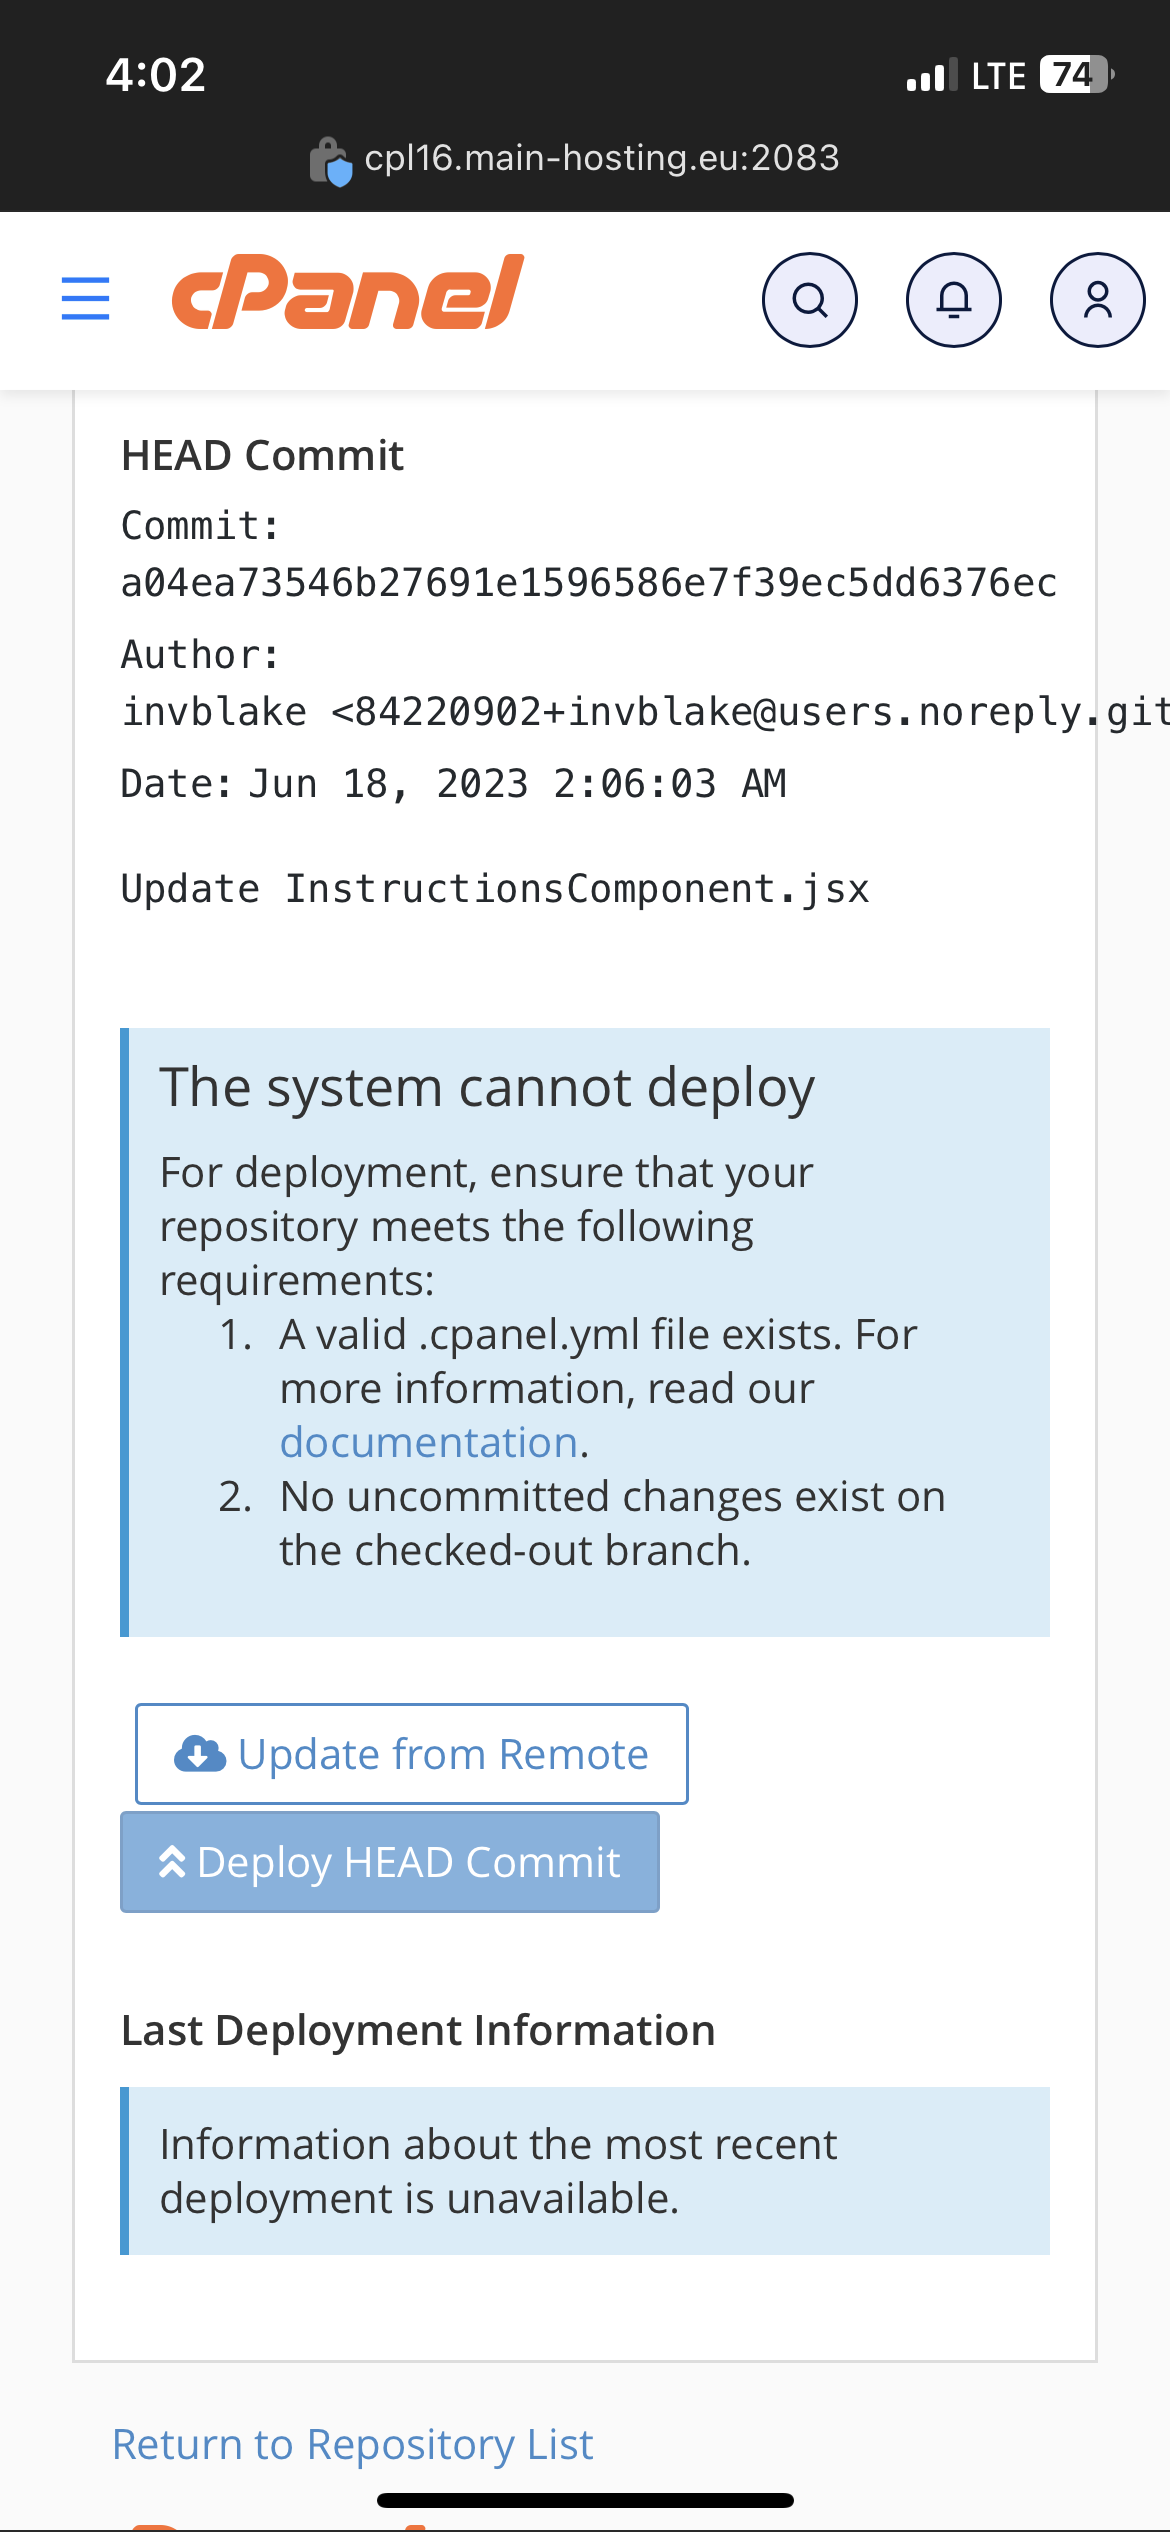 4:02
LTE 74
cpl16.main-hosting.eu:2083
cPanel
HEAD Commit
Commit:
a04ea73546b27691e1596586e7f39ec5dd6376ec
Author:
invblake <84220902+invblake@users.noreply.git
Date: Jun 18, 2023 2:06:03 AM
Update InstructionsComponent.jsx
The system cannot deploy
For deployment, ensure that your
repository meets the following
requirements:
1. A valid .cpanel.yml file exists. For
more information, read our
documentation.
2. No uncommitted changes exist on
the checked-out branch.
Update from Remote
Deploy HEAD Commit
Last Deployment Information
Information about the most recent
deployment is unavailable.
Return to Repository List